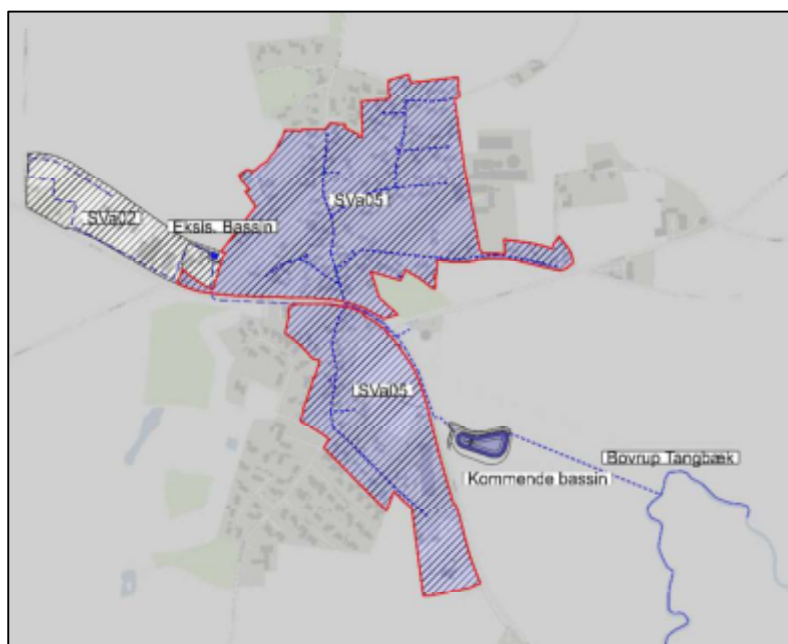 SVa05
SVa02
Eksis. Bassin
SVa05
Bovrup Tangbæk
Kommende bassin